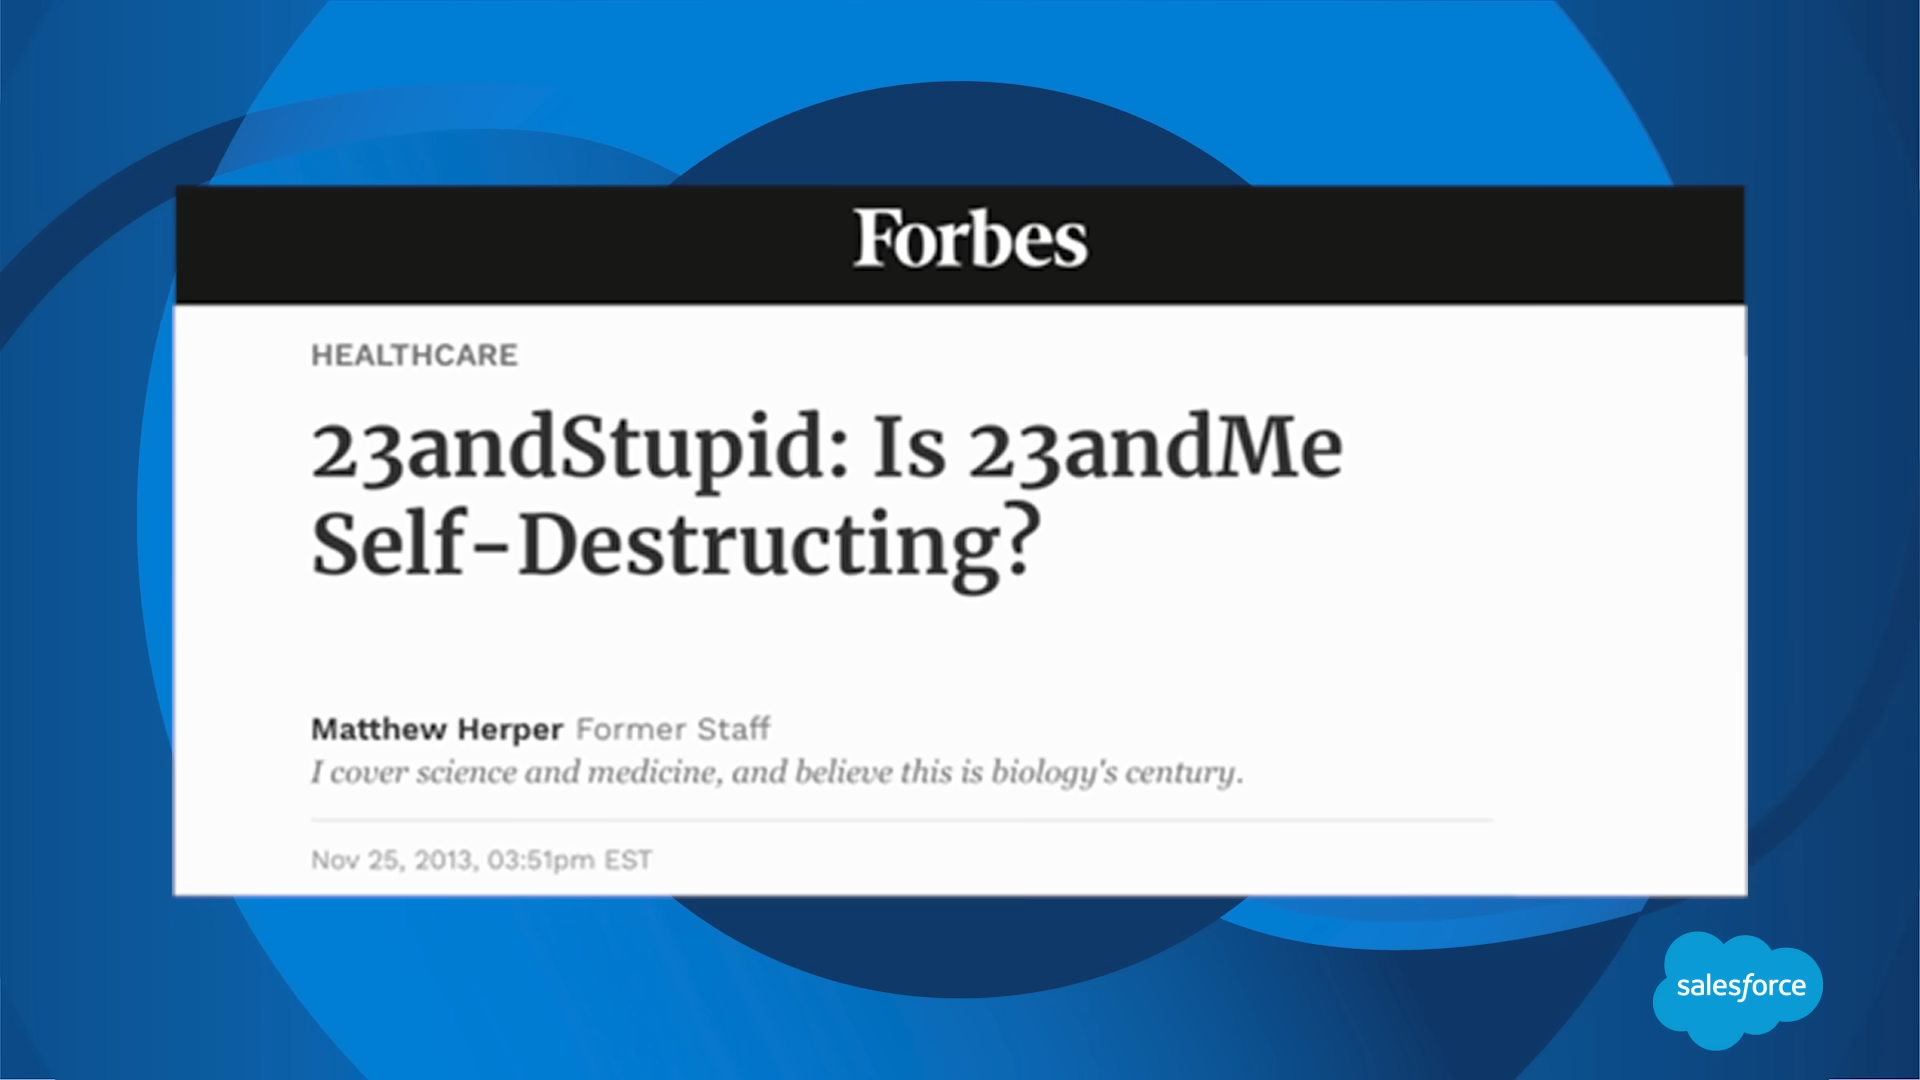 Forbes
HEALTHCARE
23andStupid: Is 23andMe
Self-Destructing?
Matthew Herper Former Staff
I cover science and medicine, and believe this is biology's century.
Nov 25, 2013, 03:51pm EST
salesforce